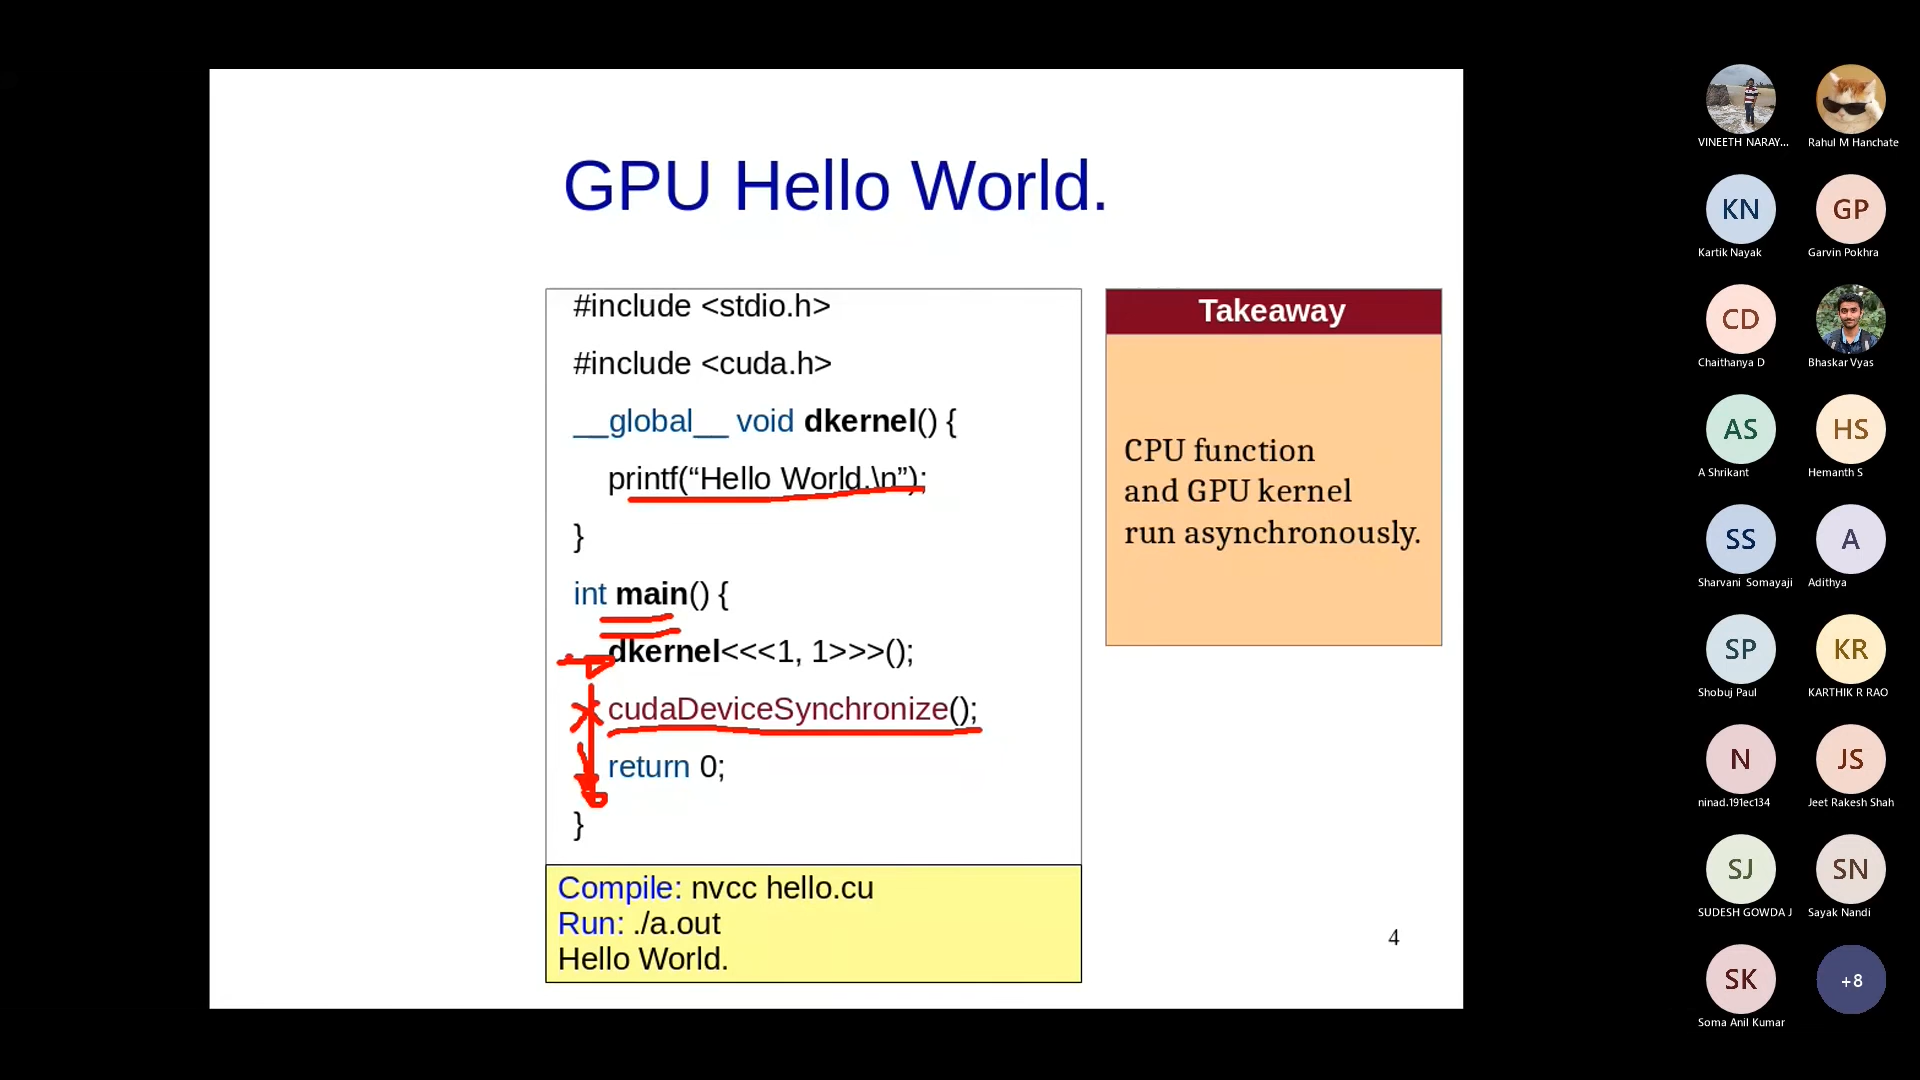 GPU Hello World.
#include <stdio.h>
#include <cuda.h>
__global__ void dkernel() {
printf(“Hello World.\n”);
}
int main() {
dkernel<<<1, 1>>>();
cudaDeviceSynchronize();
return 0;
}
Compile: nvcc hello.cu
Run: ./a.out
Hello World.
Takeaway
CPU function
and GPU kernel
run asynchronously.
4
VINEETH NARAY...
Rahul M Hanchate
KN
Kartik Nayak
GP
Garvin Pokhra
CD
Chaithanya D
Bhaskar Vyas
AS
A Shrikant
HS
Hemanth S
SS
Sharvani Somayaji
A
Adithya
SP
Shobuj Paul
KR
KARTHIK R RAO
N
ninad.191ec134
JS
Jeet Rakesh Shah
SJ
SUDESH GOWDA J
SN
Sayak Nandi
SK
Soma Anil Kumar
+8